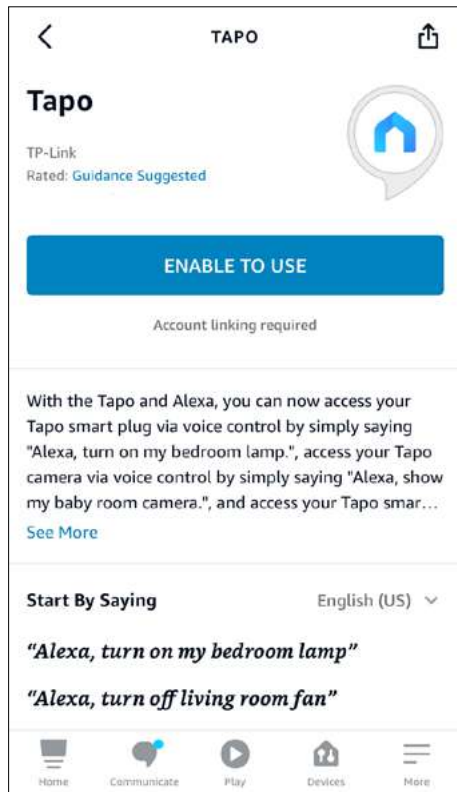 TAPO
Tapo
TP-Link
Rated: Guidance Suggested
ENABLE TO USE
Account linking required
With the Tapo and Alexa, you can now access your
Tapo smart plug via voice control by simply saying
"Alexa, turn on my bedroom lamp.", access your Tapo
camera via voice control by simply saying "Alexa, show
my baby room camera.", and access your Tapo smar...
See More
Start By Saying English (US)
“Alexa, turn on my bedroom lamp”
“Alexa, turn off living room fan”
Home Communicate Play Devices More